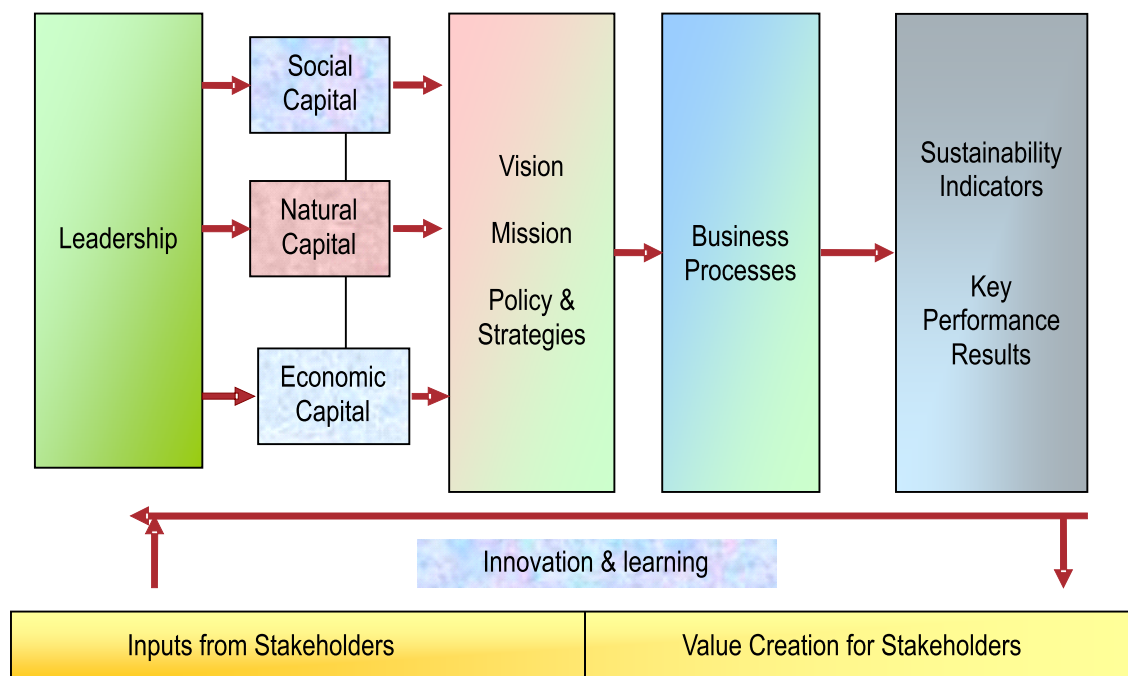 Leadership
Social
Capital
Natural
Capital
Economic
Capital
Vision
Mission
Policy &
Strategies
Business
Processes
Sustainability
Indicators
Key
Performance
Results
Innovation & learning
Inputs from Stakeholders
Value Creation for Stakeholders